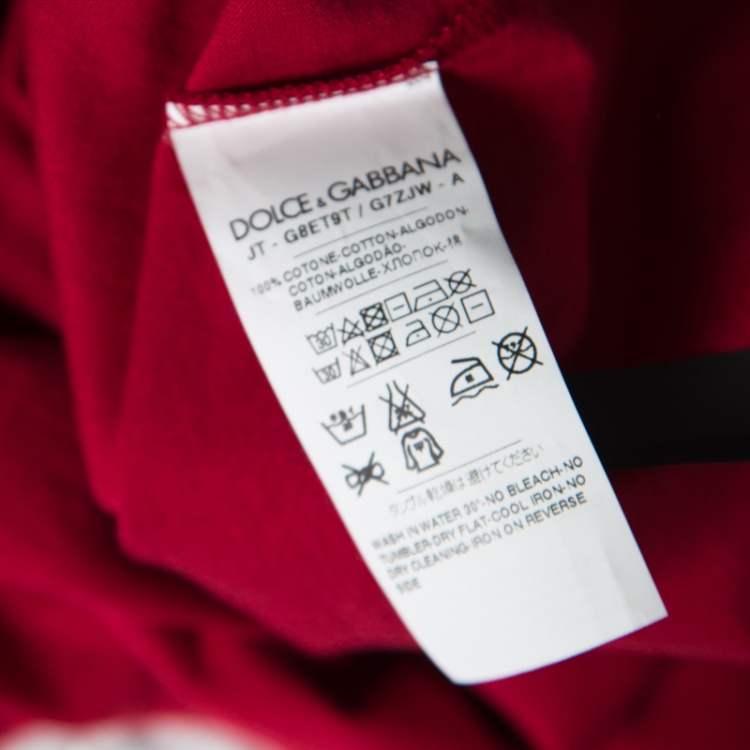 DOLCE & GABBANA
JT - G8ET9T / G7ZJW - A
100% COTONE-COTTON-ALGODON-
COTON-ALGODÃO-
BAUMWOLLE-ХЛОПОК-棉
タンブル乾燥は避けてください
WASH IN WATER 30°-NO BLEACH-NO
TUMBLER-DRY FLAT-COOL IRON-NO
DRY CLEANING-IRON ON REVERSE
SIDE